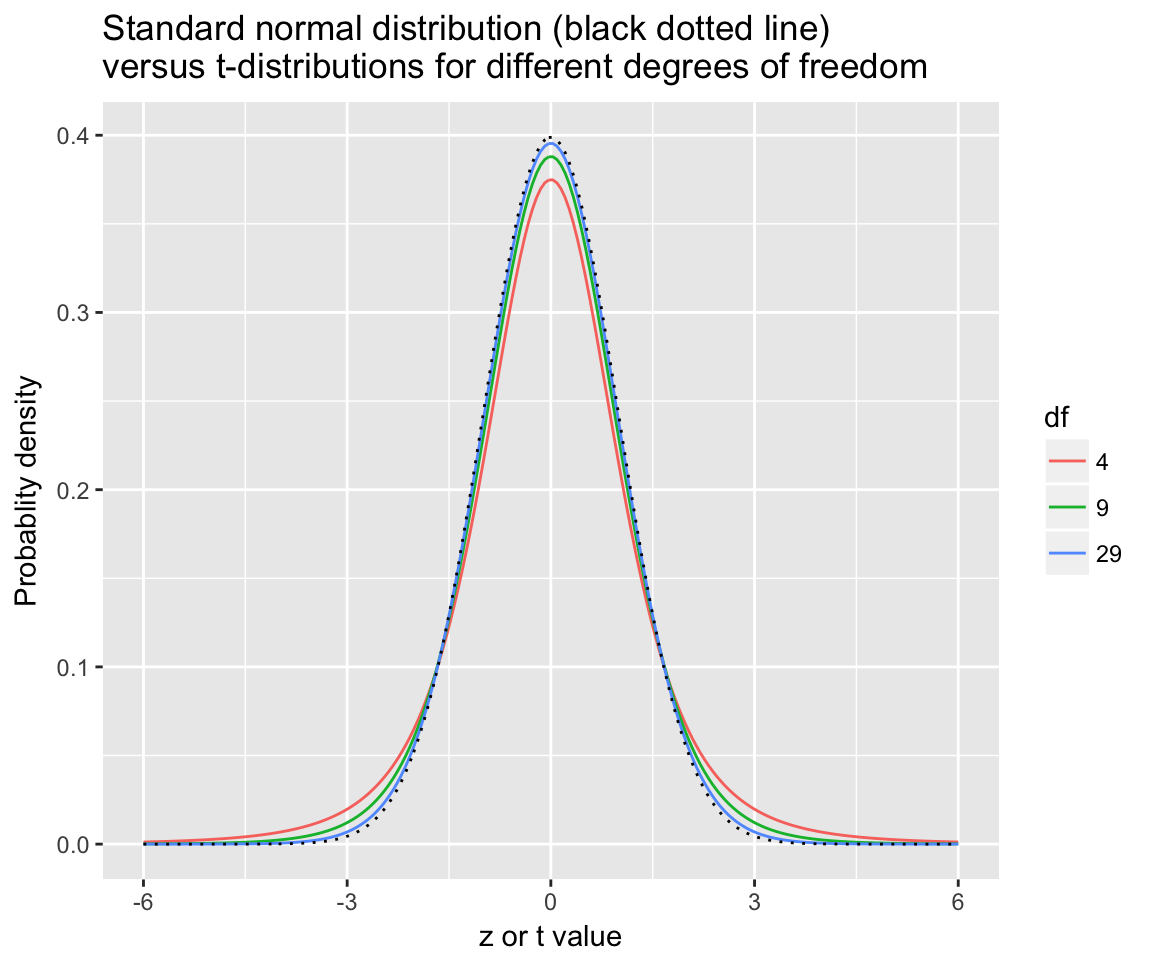 Standard normal distribution (black dotted line)
versus t-distributions for different degrees of freedom
0.4
0.3
0.2
0.1
0.0
Probablity density
-6
-3
0
3
6
z or t value
df
4
9
29